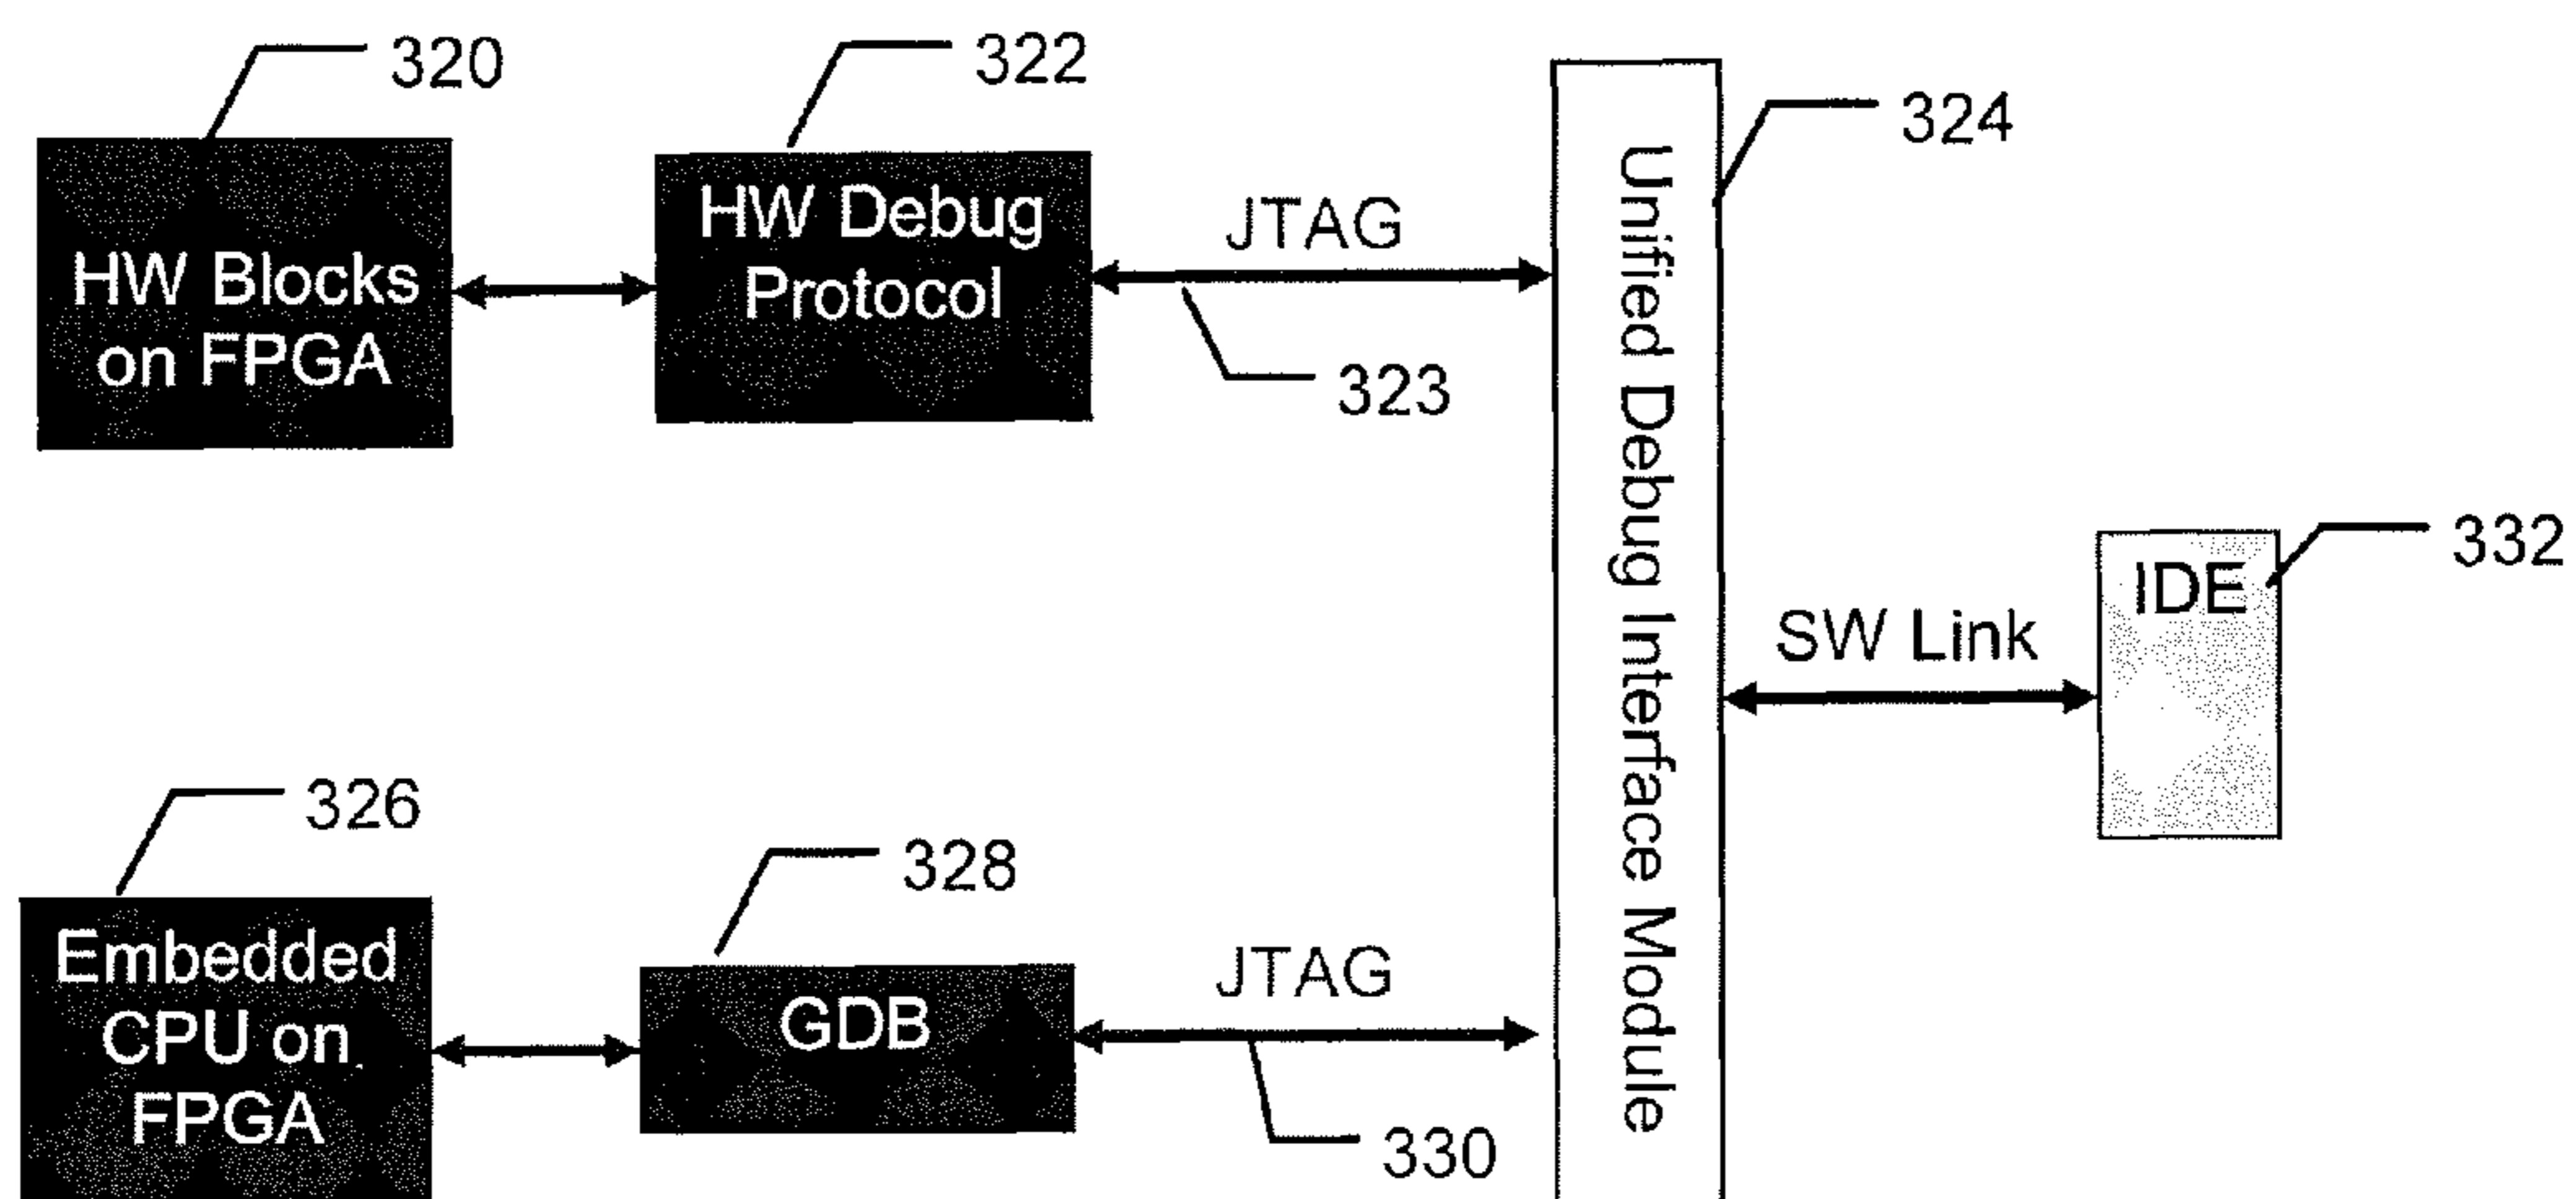 320
HW Blocks
on FPGA
322
HW Debug
Protocol
JTAG
323
324
Unified Debug Interface Module
SW Link
IDE
332
326
Embedded
CPU on
FPGA
328
GDB
JTAG
330